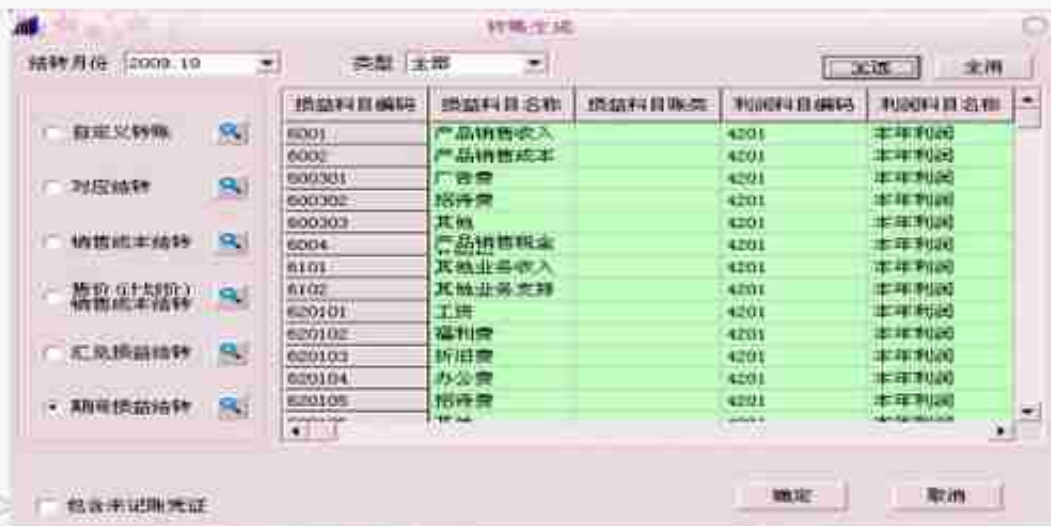 转账生成
结转月份 2009.10 类型 全部 全选 全消
损益科目编码 损益科目名称 损益科目账类 利润科目编码 利润科目名称
自定义转账
对应结转
销售成本结转
售价(计划价)
销售成本结转
汇兑损益结转
期间损益结转
6001 产品销售收入 4201 本年利润
6002 产品销售成本 4201 本年利润
600301 广告费 4201 本年利润
600302 招待费 4201 本年利润
600303 其他 4201 本年利润
6004 产品销售税金 4201 本年利润
6101 其他业务收入 4201 本年利润
6102 其他业务支出 4201 本年利润
620101 工资 4201 本年利润
620102 福利费 4201 本年利润
620103 折旧费 4201 本年利润
620104 办公费 4201 本年利润
620105 招待费 4201 本年利润
包含未记账凭证 确定 取消